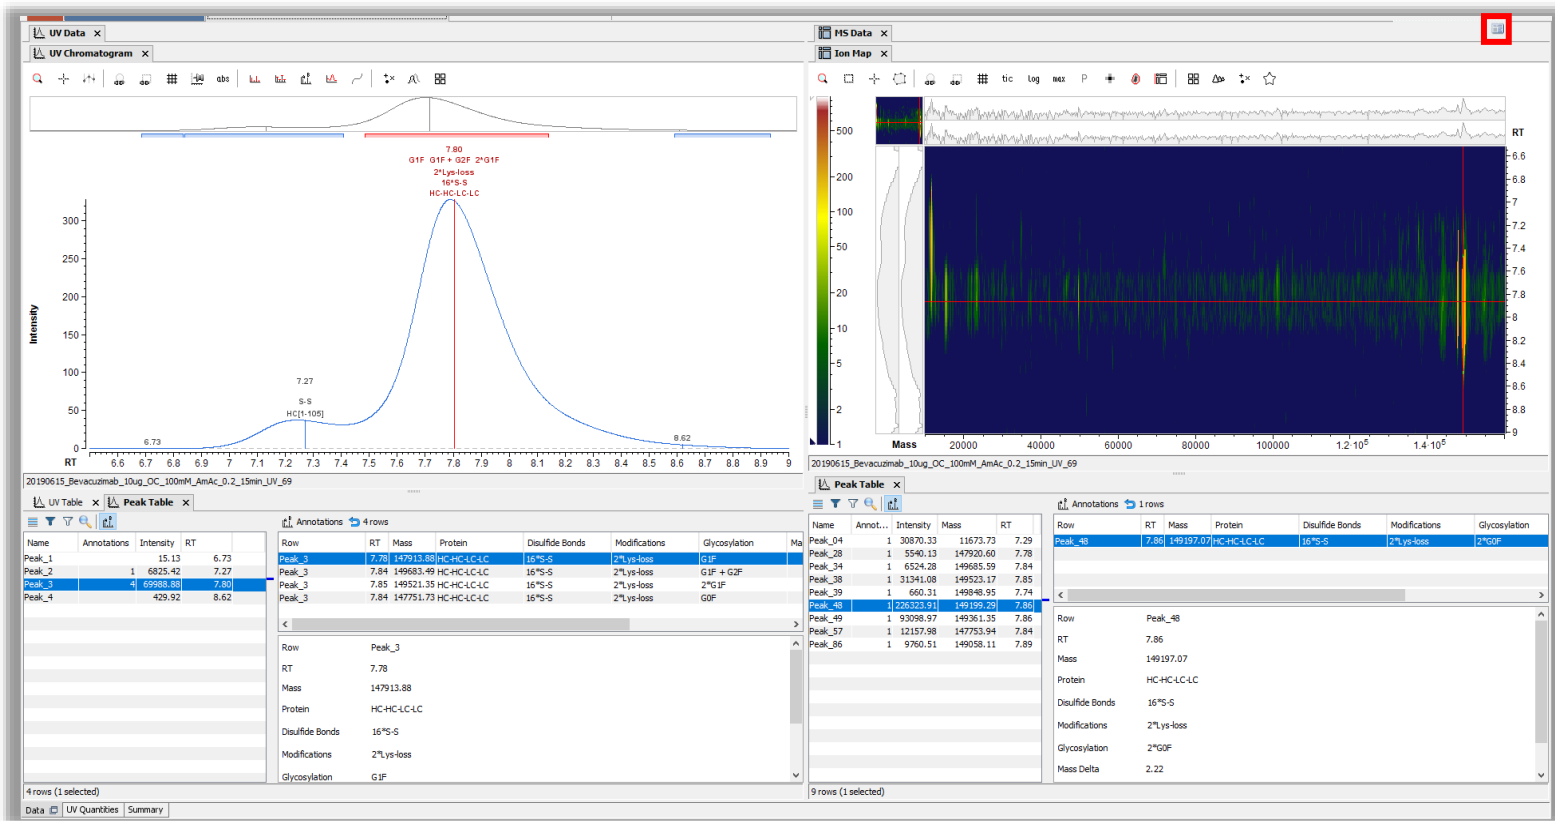 UV Data x
UV Chromatogram x
abs
7.80
G1F G1F + G2F 2*G1F
2*Lys-loss
16*S-S
HC-HC-LC-LC
7.27
S-S
HC[1-105]
6.73
8.62
Intensity
300
250
200
150
100
50
0
RT 6.6 6.7 6.8 6.9 7 7.1 7.2 7.3 7.4 7.5 7.6 7.7 7.8 7.9 8 8.1 8.2 8.3 8.4 8.5 8.6 8.7 8.8 8.9 9
20190615_Bevacuzimab_10ug_OC_100mM_AmAc_0.2_15min_UV_69
UV Table x Peak Table x
Name Annotations Intensity RT
Peak_1 15.13 6.73
Peak_2 1 6825.42 7.27
Peak_3 4 69988.88 7.80
Peak_4 429.92 8.62
Annotations 4 rows
Row RT Mass Protein Disulfide Bonds Modifications Glycosylation Ma
Peak_3 7.78 147913.88 HC-HC-LC-LC 16*S-S 2*Lys-loss G1F
Peak_3 7.84 149683.49 HC-HC-LC-LC 16*S-S 2*Lys-loss G1F + G2F
Peak_3 7.85 149521.35 HC-HC-LC-LC 16*S-S 2*Lys-loss 2*G1F
Peak_3 7.84 147751.73 HC-HC-LC-LC 16*S-S 2*Lys-loss G0F
Row Peak_3
RT 7.78
Mass 147913.88
Protein HC-HC-LC-LC
Disulfide Bonds 16*S-S
Modifications 2*Lys-loss
Glycosylation G1F
4 rows (1 selected)
Data UV Quantities Summary
MS Data x
Ion Map x
tic log max P
500
200
100
50
20
10
5
2
1
RT
6.6
6.8
7
7.2
7.4
7.6
7.8
8
8.2
8.4
8.6
8.8
9
Mass 20000 40000 60000 80000 100000 1.2·10⁵ 1.4·10⁵
20190615_Bevacuzimab_10ug_OC_100mM_AmAc_0.2_15min_UV_69
Peak Table x
Name Annot... Intensity Mass RT
Peak_04 1 30870.33 11673.73 7.29
Peak_28 1 5540.13 147920.60 7.78
Peak_34 1 6524.28 149685.59 7.84
Peak_38 1 31341.08 149523.17 7.85
Peak_39 1 660.31 149848.95 7.74
Peak_48 1 226323.91 149199.29 7.86
Peak_49 1 93098.97 149361.35 7.86
Peak_57 1 12157.98 147753.94 7.84
Peak_86 1 9760.51 149058.11 7.89
Annotations 1 rows
Row RT Mass Protein Disulfide Bonds Modifications Glycosylation
Peak_48 7.86 149197.07 HC-HC-LC-LC 16*S-S 2*Lys-loss 2*G0F
Row Peak_48
RT 7.86
Mass 149197.07
Protein HC-HC-LC-LC
Disulfide Bonds 16*S-S
Modifications 2*Lys-loss
Glycosylation 2*G0F
Mass Delta 2.22
9 rows (1 selected)